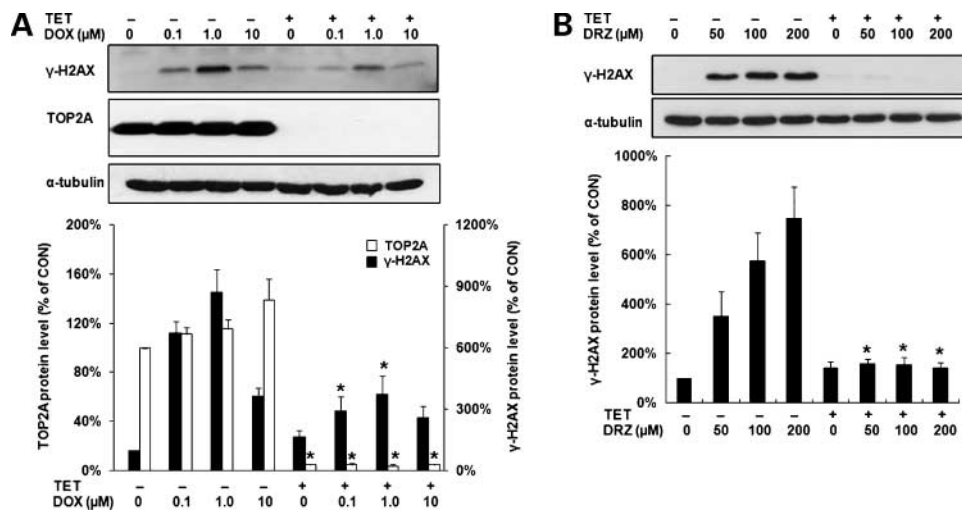 A
TET – – – – + + + +
DOX (μM) 0 0.1 1.0 10 0 0.1 1.0 10
γ-H2AX
TOP2A
α-tubulin
200%
160%
120%
80%
40%
0%
TOP2A protein level (% of CON)
TOP2A
γ-H2AX
* * * * * *
1200%
900%
600%
300%
0%
γ-H2AX protein level (% of CON)
TET – – – – + + + +
DOX (μM) 0 0.1 1.0 10 0 0.1 1.0 10
B
TET – – – – + + + +
DRZ (μM) 0 50 100 200 0 50 100 200
γ-H2AX
α-tubulin
1000%
800%
600%
400%
200%
0%
γ-H2AX protein level (% of CON)
* * *
TET – – – – + + + +
DRZ (μM) 0 50 100 200 0 50 100 200